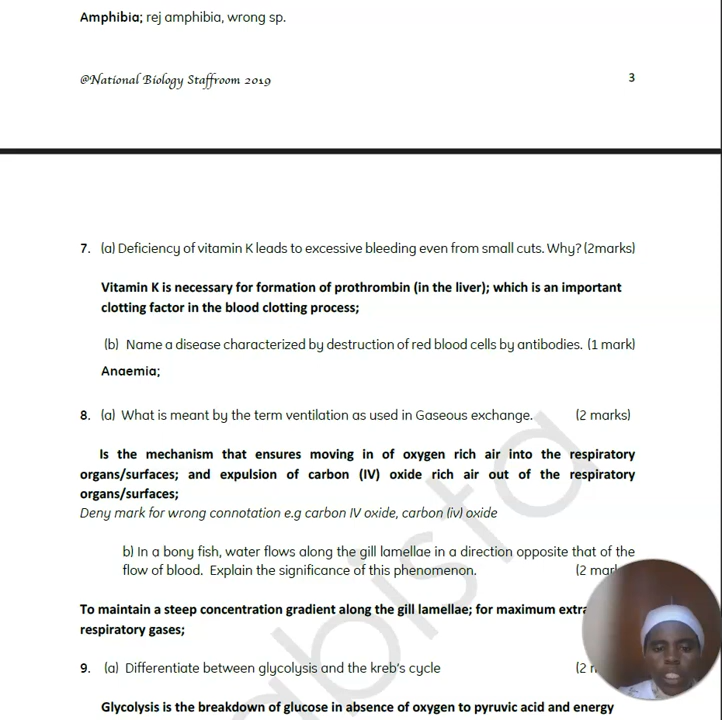 Amphibia; rej amphibia, wrong sp.
@National Biology Staffroom 2019
3
7. (a) Deficiency of vitamin K leads to excessive bleeding even from small cuts. Why? (2marks)
Vitamin K is necessary for formation of prothrombin (in the liver); which is an important
clotting factor in the blood clotting process;
(b) Name a disease characterized by destruction of red blood cells by antibodies. (1 mark)
Anaemia;
8. (a) What is meant by the term ventilation as used in Gaseous exchange. (2 marks)
Is the mechanism that ensures moving in of oxygen rich air into the respiratory
organs/surfaces; and expulsion of carbon (IV) oxide rich air out of the respiratory
organs/surfaces;
Deny mark for wrong connotation e.g carbon IV oxide, carbon (iv) oxide
b) In a bony fish, water flows along the gill lamellae in a direction opposite that of the
flow of blood. Explain the significance of this phenomenon. (2
To maintain a steep concentration gradient along the gill lamellae; for maximum
respiratory gases;
9. (a) Differentiate between glycolysis and the kreb's cycle (2
Glycolysis is the breakdown of glucose in absence of oxygen to pyruvic acid and energy